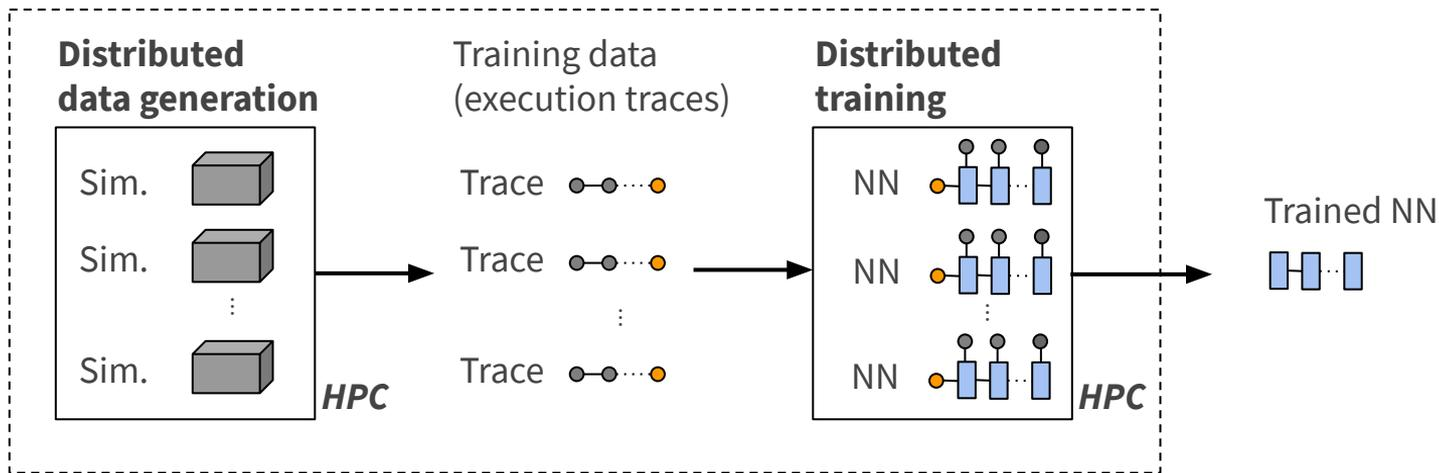 Distributed
data generation
Sim.
Sim.
Sim.
HPC
Training data
(execution traces)
Trace
Trace
Trace
Distributed
training
NN
NN
NN
HPC
Trained NN